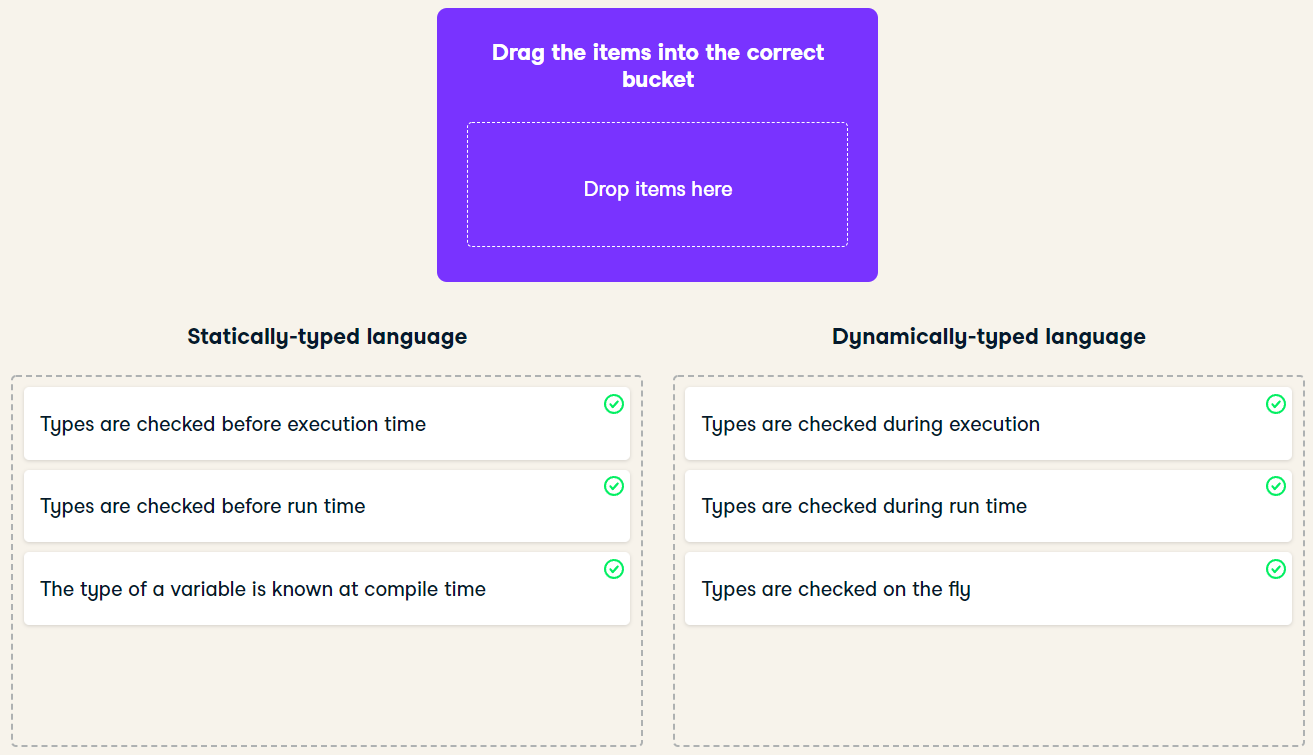 Drag the items into the correct
bucket
Drop items here
Statically-typed language
Types are checked before execution time
Types are checked before run time
The type of a variable is known at compile time
Dynamically-typed language
Types are checked during execution
Types are checked during run time
Types are checked on the fly